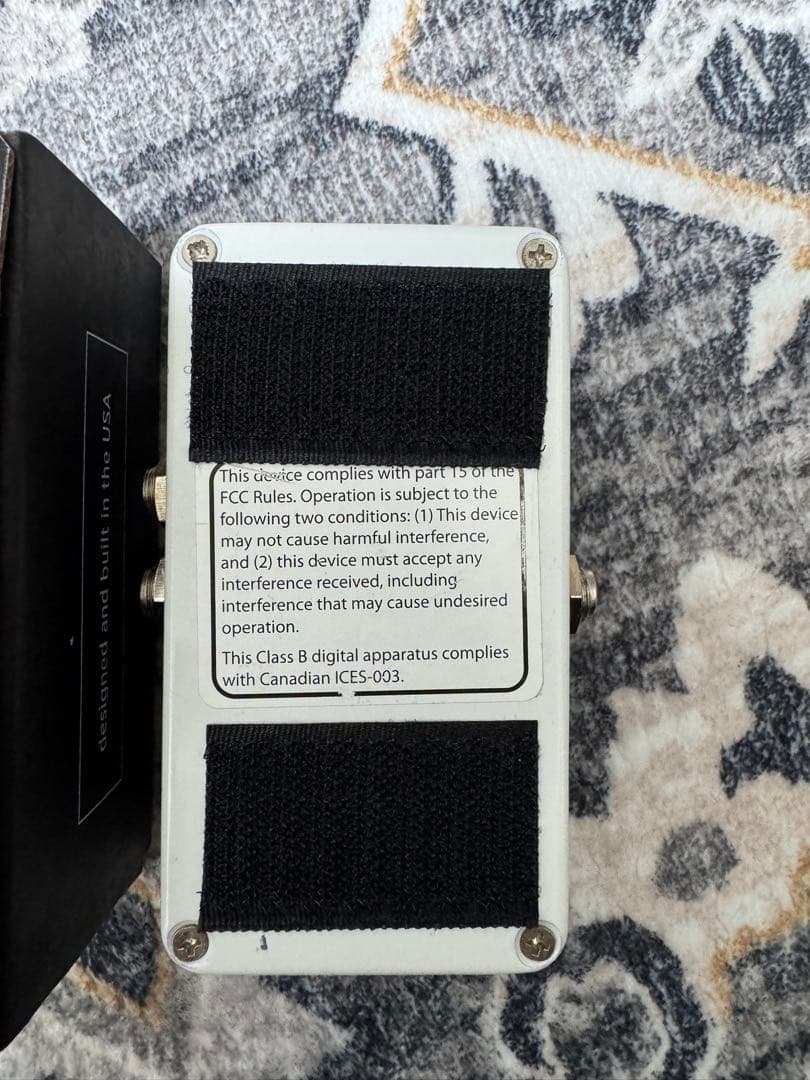 This device complies with part 15 of the
FCC Rules. Operation is subject to the
following two conditions: (1) This device
may not cause harmful interference,
and (2) this device must accept any
interference received, including
interference that may cause undesired
operation.
This Class B digital apparatus complies
with Canadian ICES-003.
designed and built in the USA